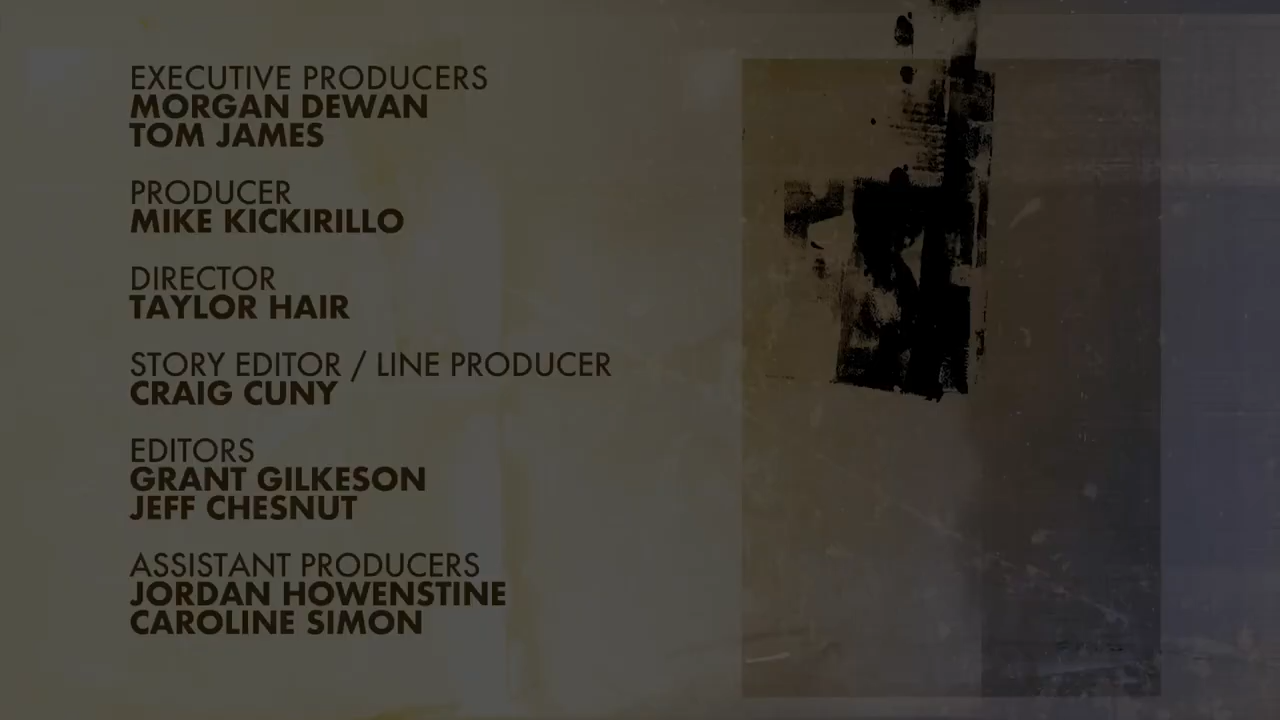 EXECUTIVE PRODUCERS
MORGAN DEWAN
TOM JAMES
PRODUCER
MIKE KICKIRILLO
DIRECTOR
TAYLOR HAIR
STORY EDITOR / LINE PRODUCER
CRAIG CUNY
EDITORS
GRANT GILKESON
JEFF CHESNUT
ASSISTANT PRODUCERS
JORDAN HOWENSTINE
CAROLINE SIMON